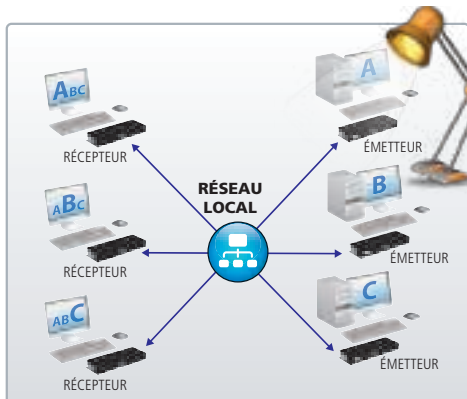 ABC
A
RÉCEPTEUR
ÉMETTEUR
RÉSEAU
LOCAL
ABC
B
RÉCEPTEUR
ÉMETTEUR
ABC
C
RÉCEPTEUR
ÉMETTEUR